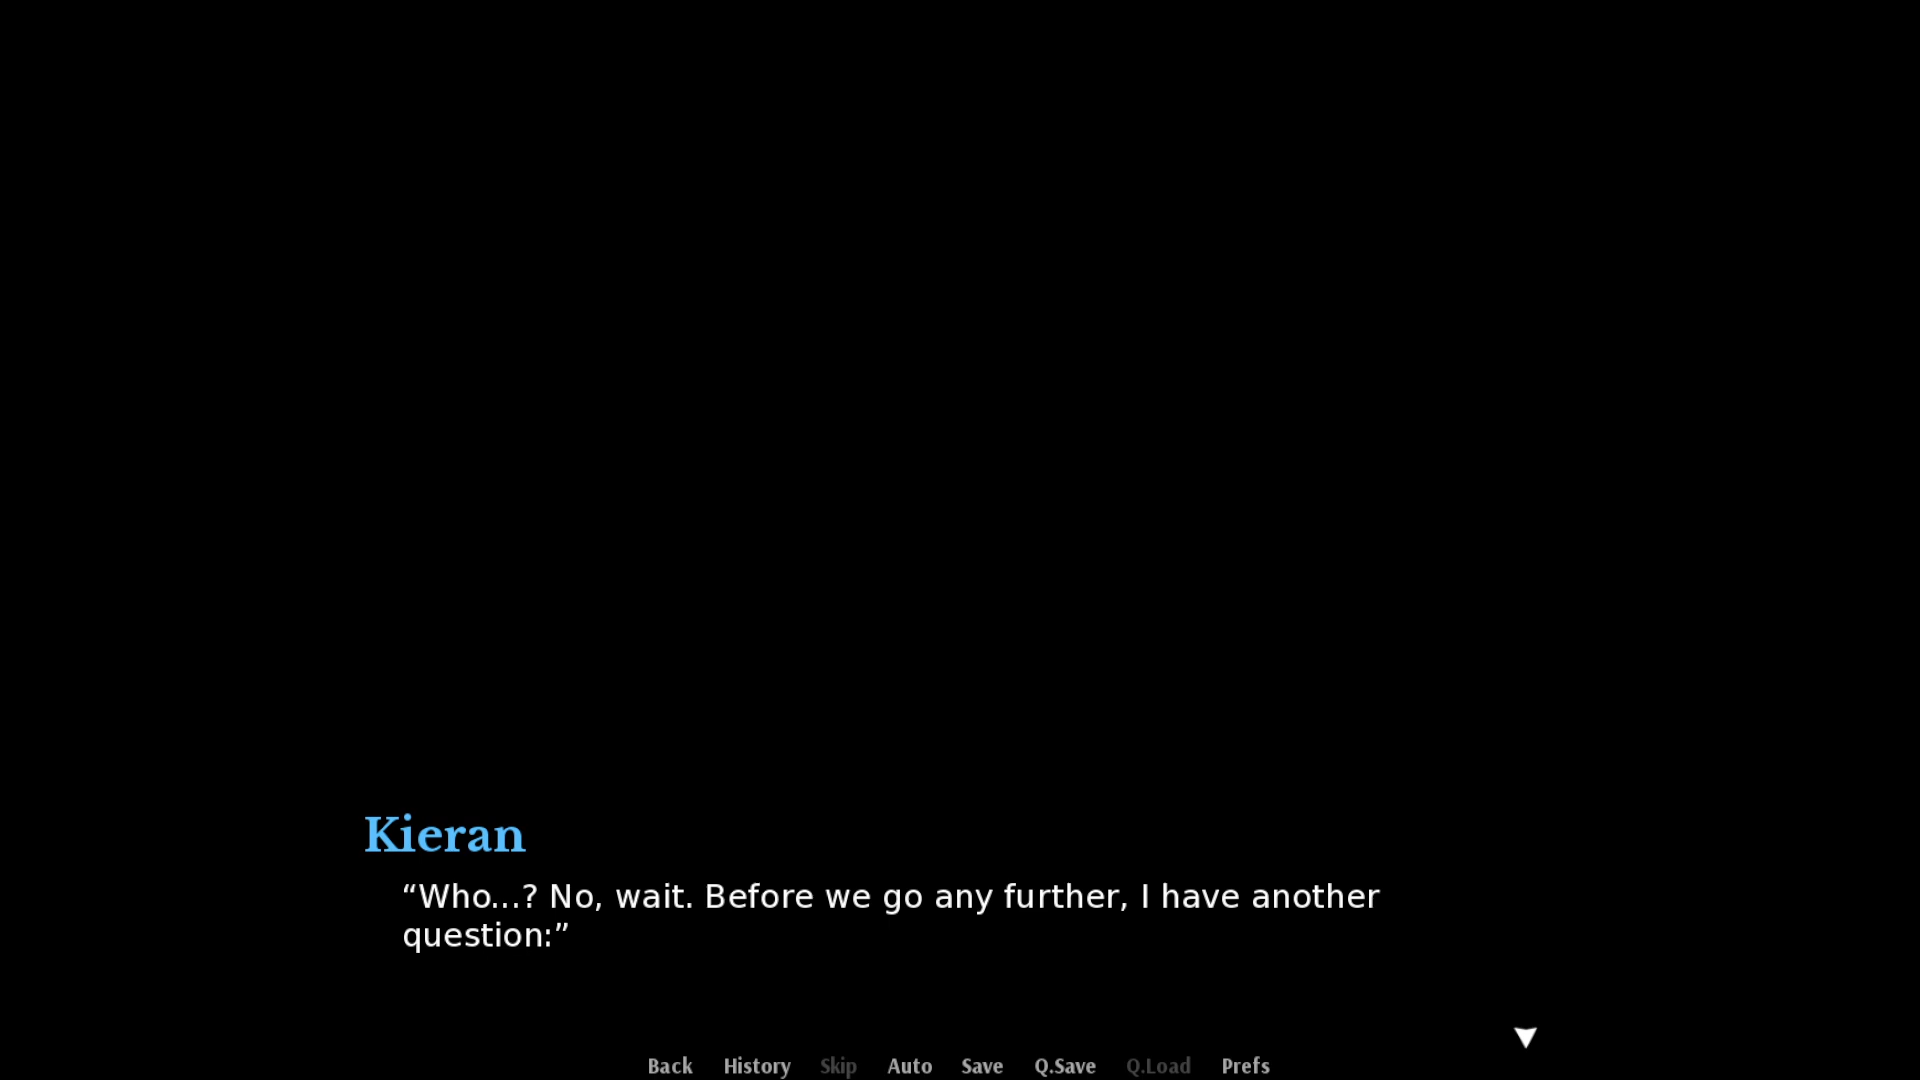 Kieran
“Who...? No, wait. Before we go any further, I have another
question:”
Back History Skip Auto Save Q.Save Q.Load Prefs